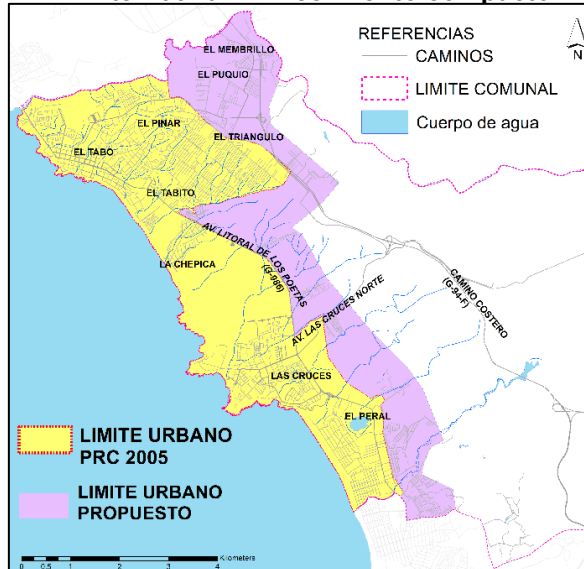 REFERENCIAS
CAMINOS
LIMITE COMUNAL
Cuerpo de agua
N
EL MEMBRILLO
EL PUQUIO
EL PINAR
EL TRIANGULO
EL TABO
EL TABITO
AV. LITORAL DE LOS POETAS
(G-986)
LA CHEPICA
AV. LAS CRUCES NORTE
CAMINO COSTERO
(G-94-F)
LAS CRUCES
EL PERAL
LIMITE URBANO
PRC 2005
LIMITE URBANO
PROPUESTO
Kilometers
0 0.5 1 2 3 4